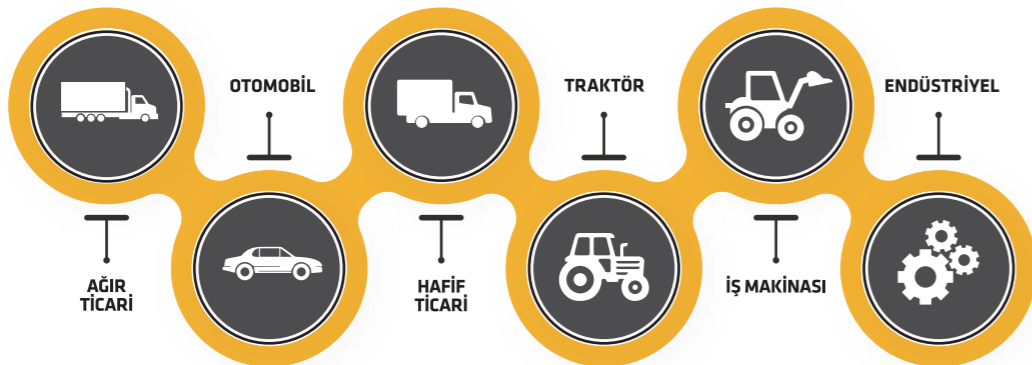 OTOMOBİL
TRAKTÖR
ENDÜSTRİYEL
AĞIR
TİCARİ
HAFİF
TİCARİ
İŞ MAKİNASI